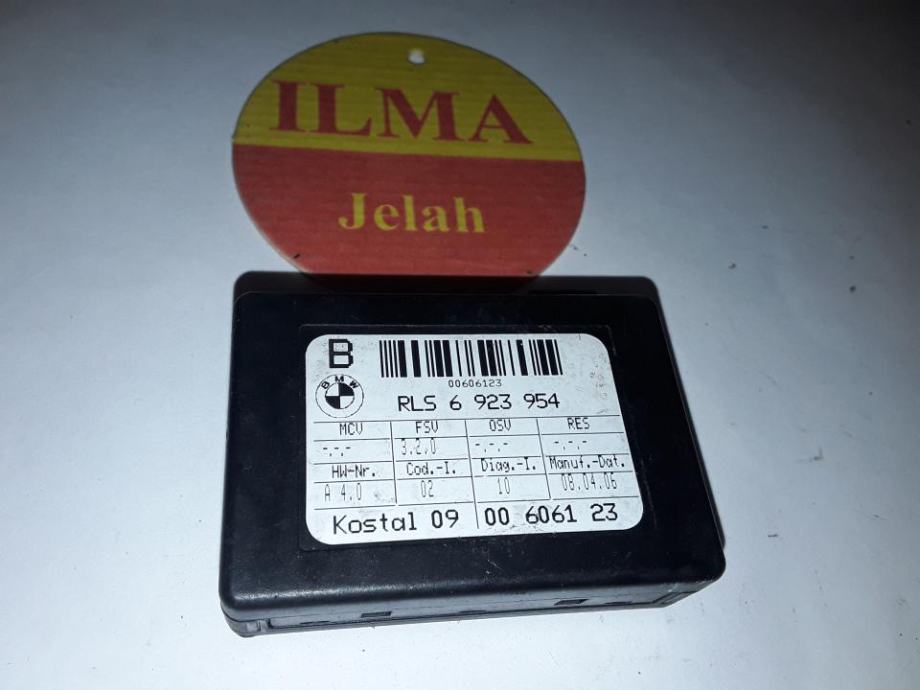 ILMA
Jelah
B
00606123
BMW
RLS 6 923 954
MCV FSV OSV RES
-.-.- 3.2.0 -.-.- -.-.-
HW-Nr. Cod.-I. Diag.-I. Manuf.-Dat.
A 4.0 02 10 08.04.06
Kostal 09 00 6061 23